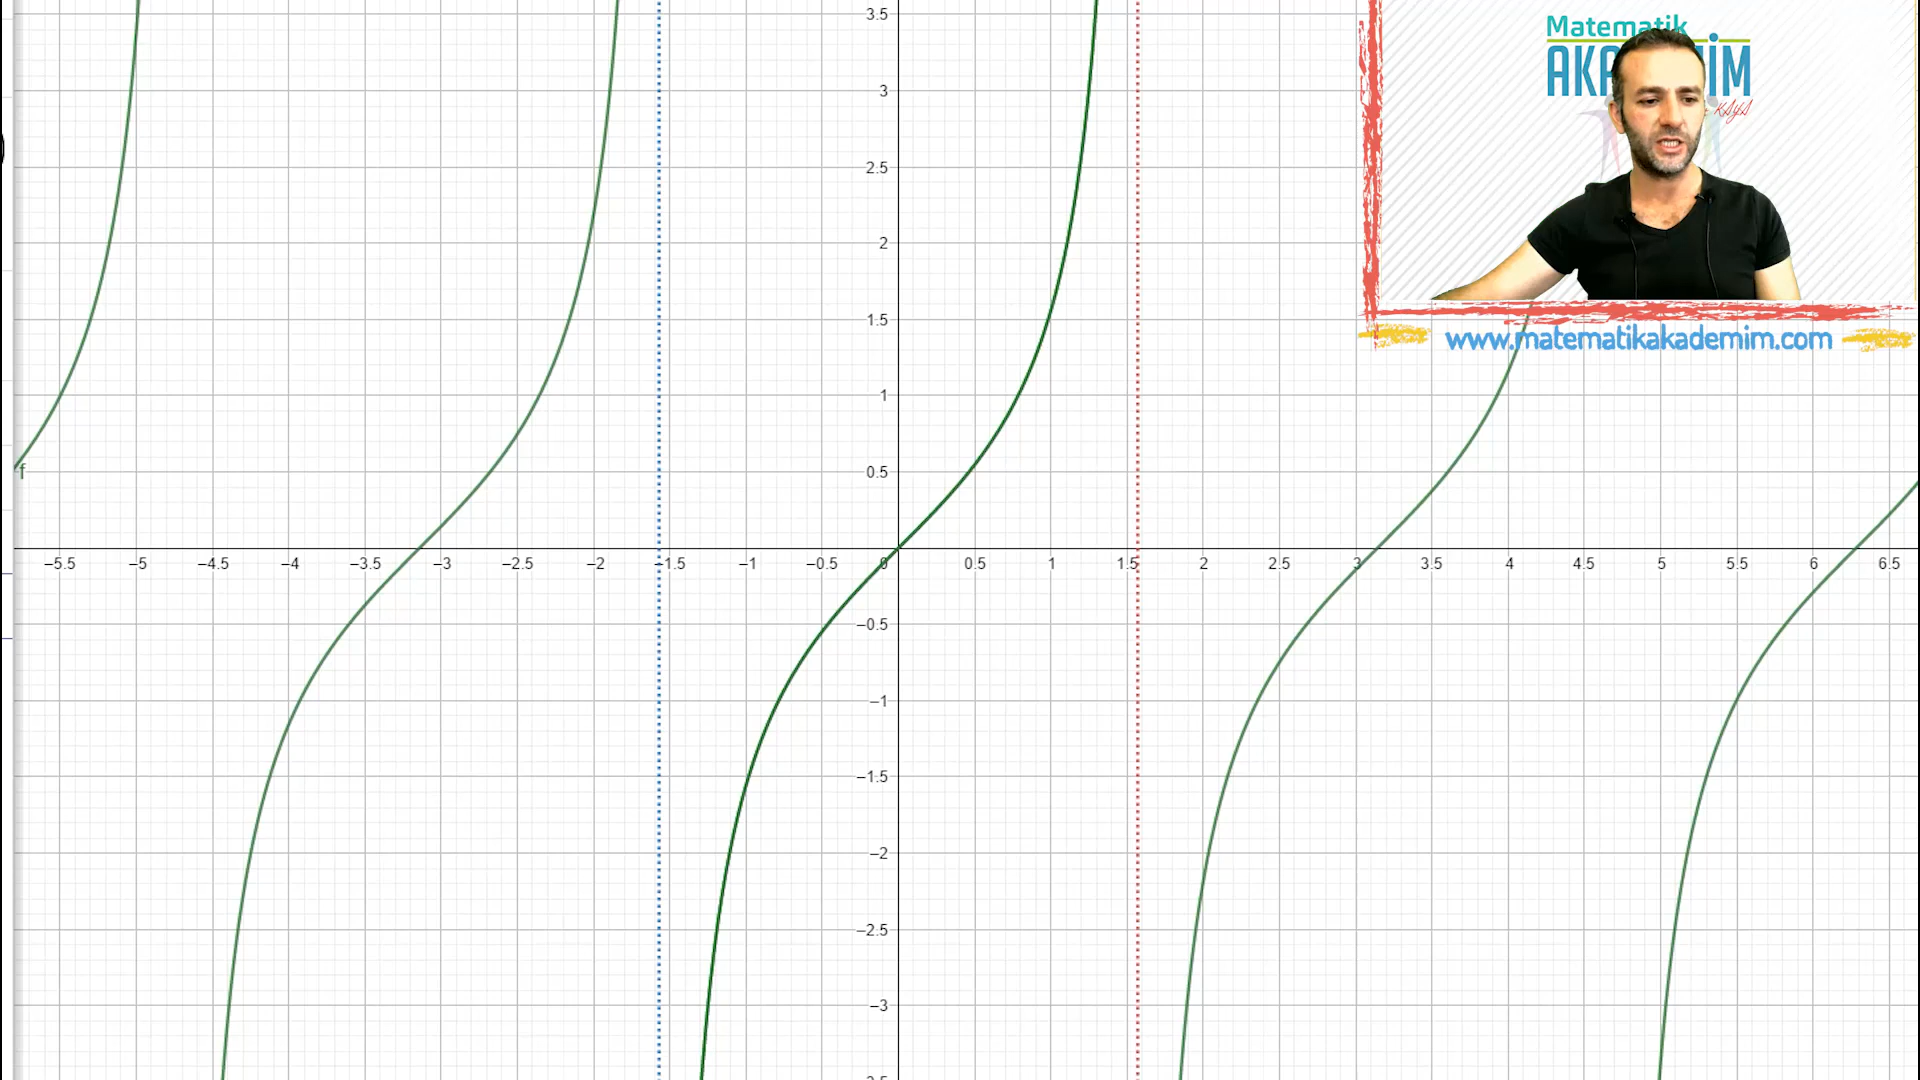 Matematik
AKADEMİM
KAYA
www.matematikakademim.com
3.5
3
2.5
2
1.5
1
0.5
f
−5.5 −5 −4.5 −4 −3.5 −3 −2.5 −2 −1.5 −1 −0.5 0 0.5 1 1.5 2 2.5 3 3.5 4 4.5 5 5.5 6 6.5
−0.5
−1
−1.5
−2
−2.5
−3